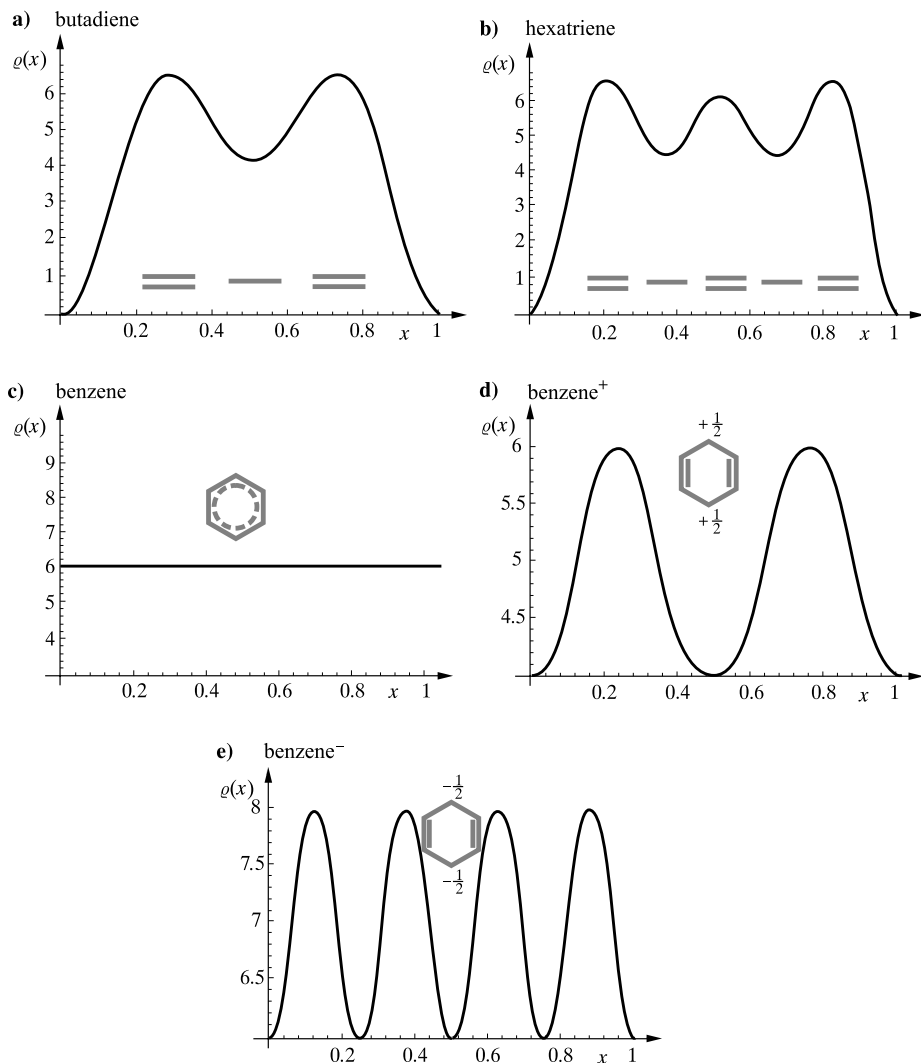 a) butadiene
ϱ(x)
6
5
4
3
2
1
0.2 0.4 0.6 0.8 x 1
b) hexatriene
ϱ(x)
6
5
4
3
2
1
0.2 0.4 0.6 0.8 x 1
c) benzene
ϱ(x)
9
8
7
6
5
4
0.2 0.4 0.6 0.8 x 1
d) benzene⁺
ϱ(x)
+½
6
5.5
+½
5
4.5
0.2 0.4 0.6 0.8 x 1
e) benzene⁻
ϱ(x)
−½
8
7.5
−½
7
6.5
0.2 0.4 0.6 0.8 x 1